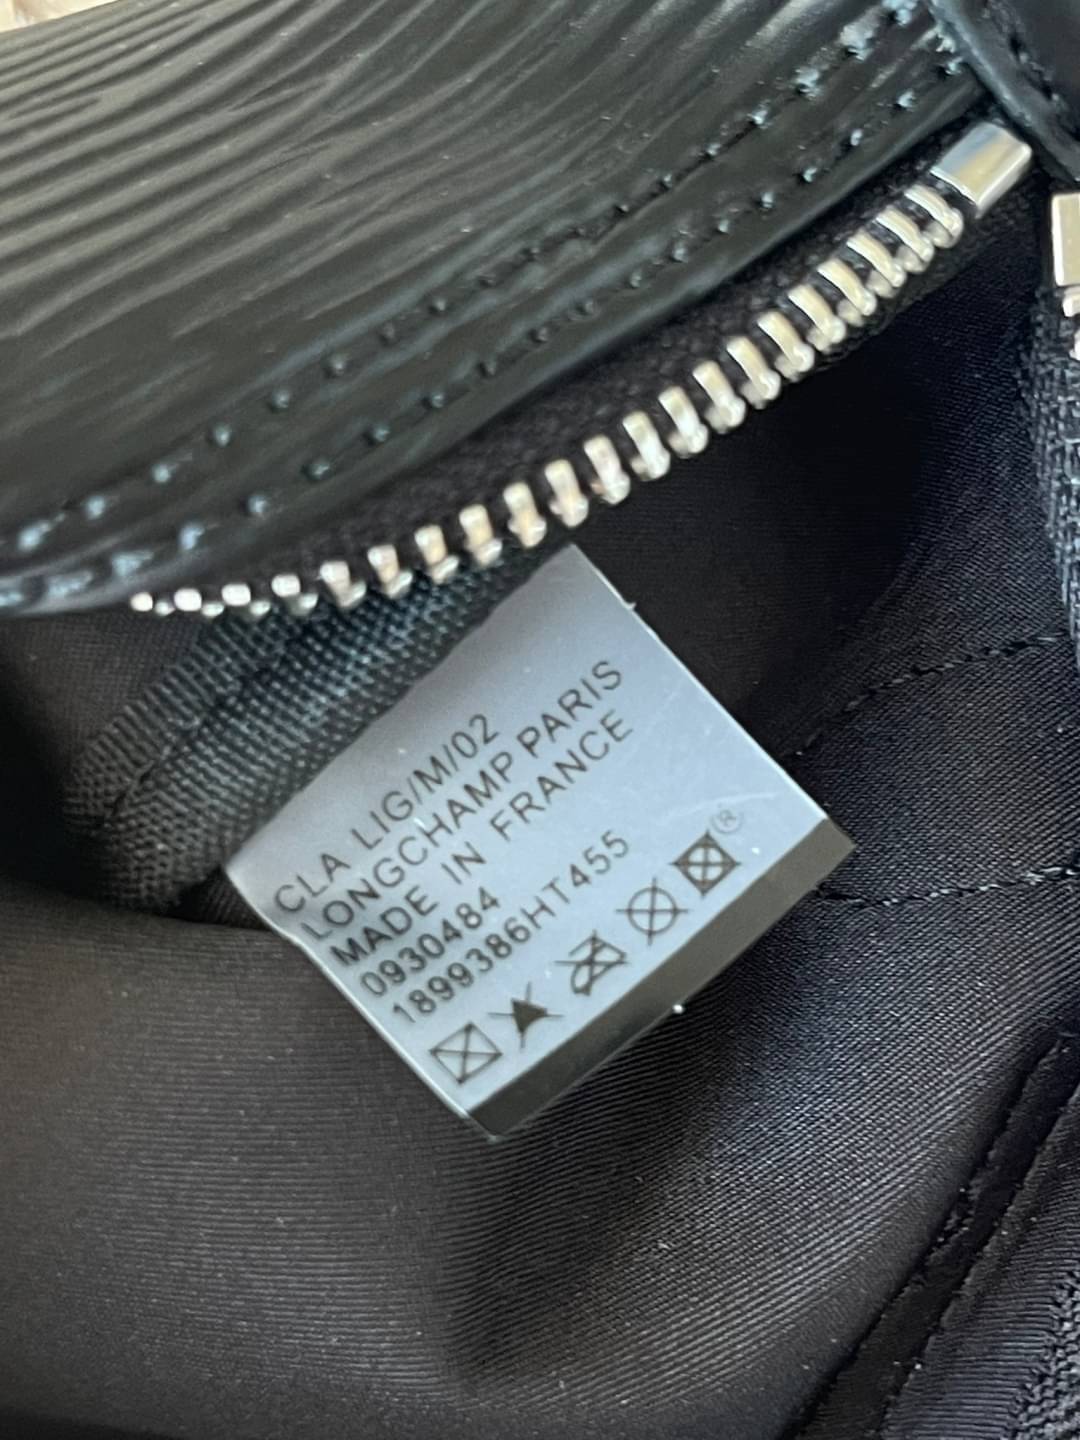 CLA LIG/M/02
LONGCHAMP PARIS
MADE IN FRANCE
0930484
1899386HT455
®